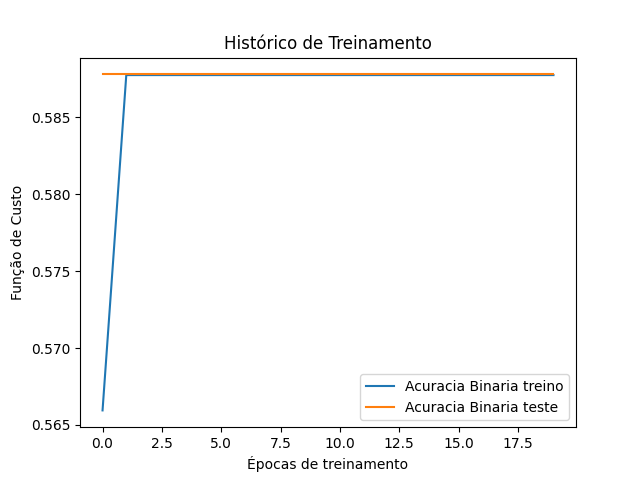 Histórico de Treinamento
Função de Custo
0.585
0.580
0.575
0.570
0.565
0.0 2.5 5.0 7.5 10.0 12.5 15.0 17.5
Épocas de treinamento
Acuracia Binaria treino
Acuracia Binaria teste